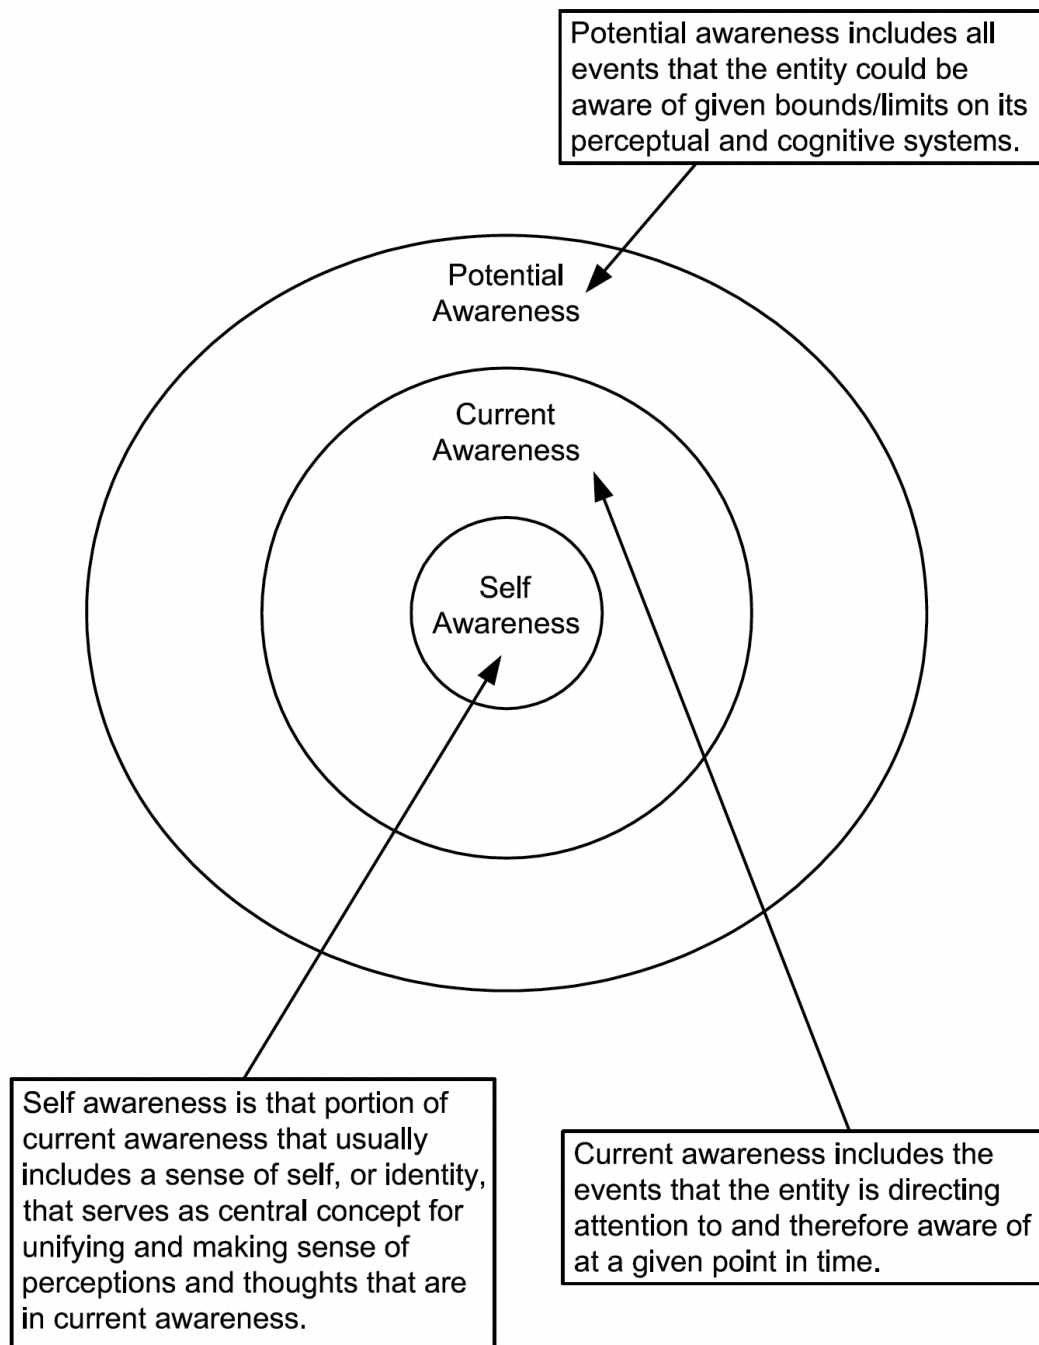 Potential awareness includes all
events that the entity could be
aware of given bounds/limits on its
perceptual and cognitive systems.
Potential
Awareness
Current
Awareness
Self
Awareness
Self awareness is that portion of
current awareness that usually
includes a sense of self, or identity,
that serves as central concept for
unifying and making sense of
perceptions and thoughts that are
in current awareness.
Current awareness includes the
events that the entity is directing
attention to and therefore aware of
at a given point in time.